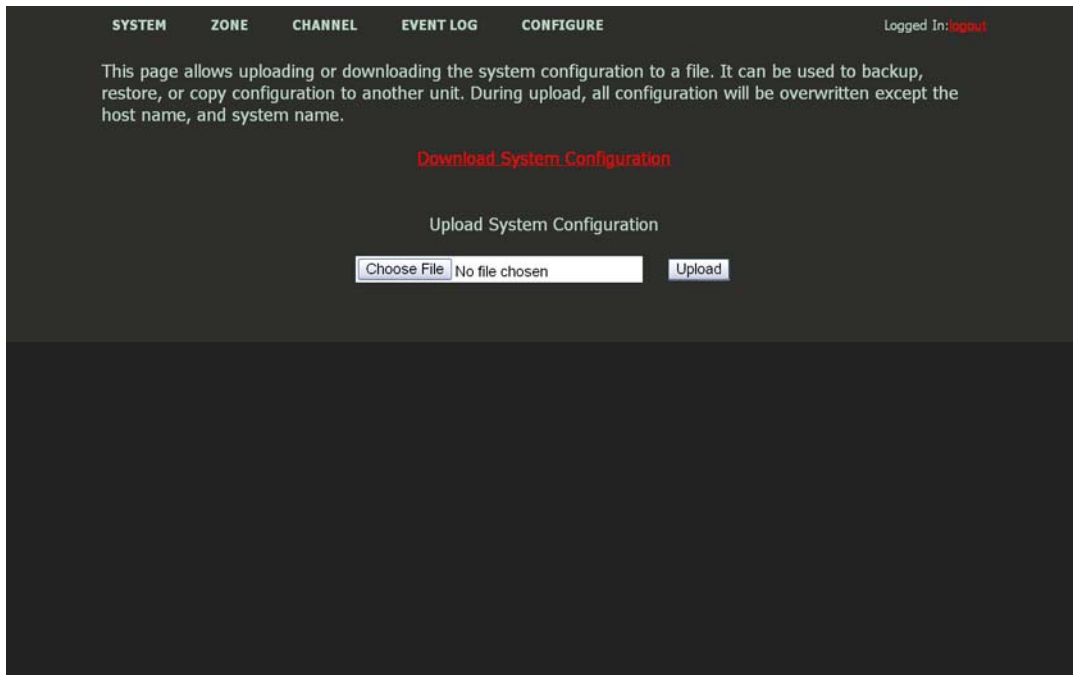 SYSTEM ZONE CHANNEL EVENT LOG CONFIGURE Logged In:logout
This page allows uploading or downloading the system configuration to a file. It can be used to backup,
restore, or copy configuration to another unit. During upload, all configuration will be overwritten except the
host name, and system name.
Download System Configuration
Upload System Configuration
Choose File No file chosen Upload